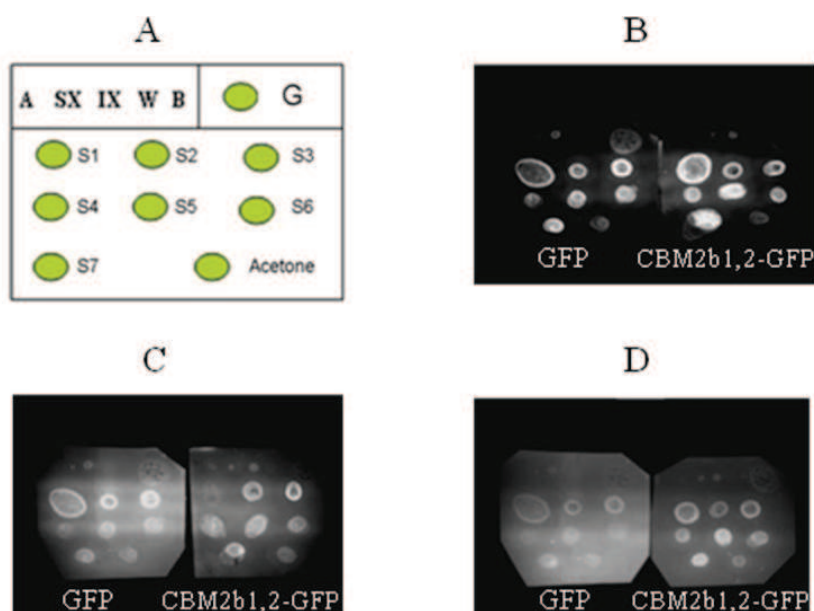 A
B
A SX IX W B
G
S1 S2 S3
S4 S5 S6
S7 Acetone
GFP CBM2b1,2-GFP
C
D
GFP CBM2b1,2-GFP
GFP CBM2b1,2-GFP